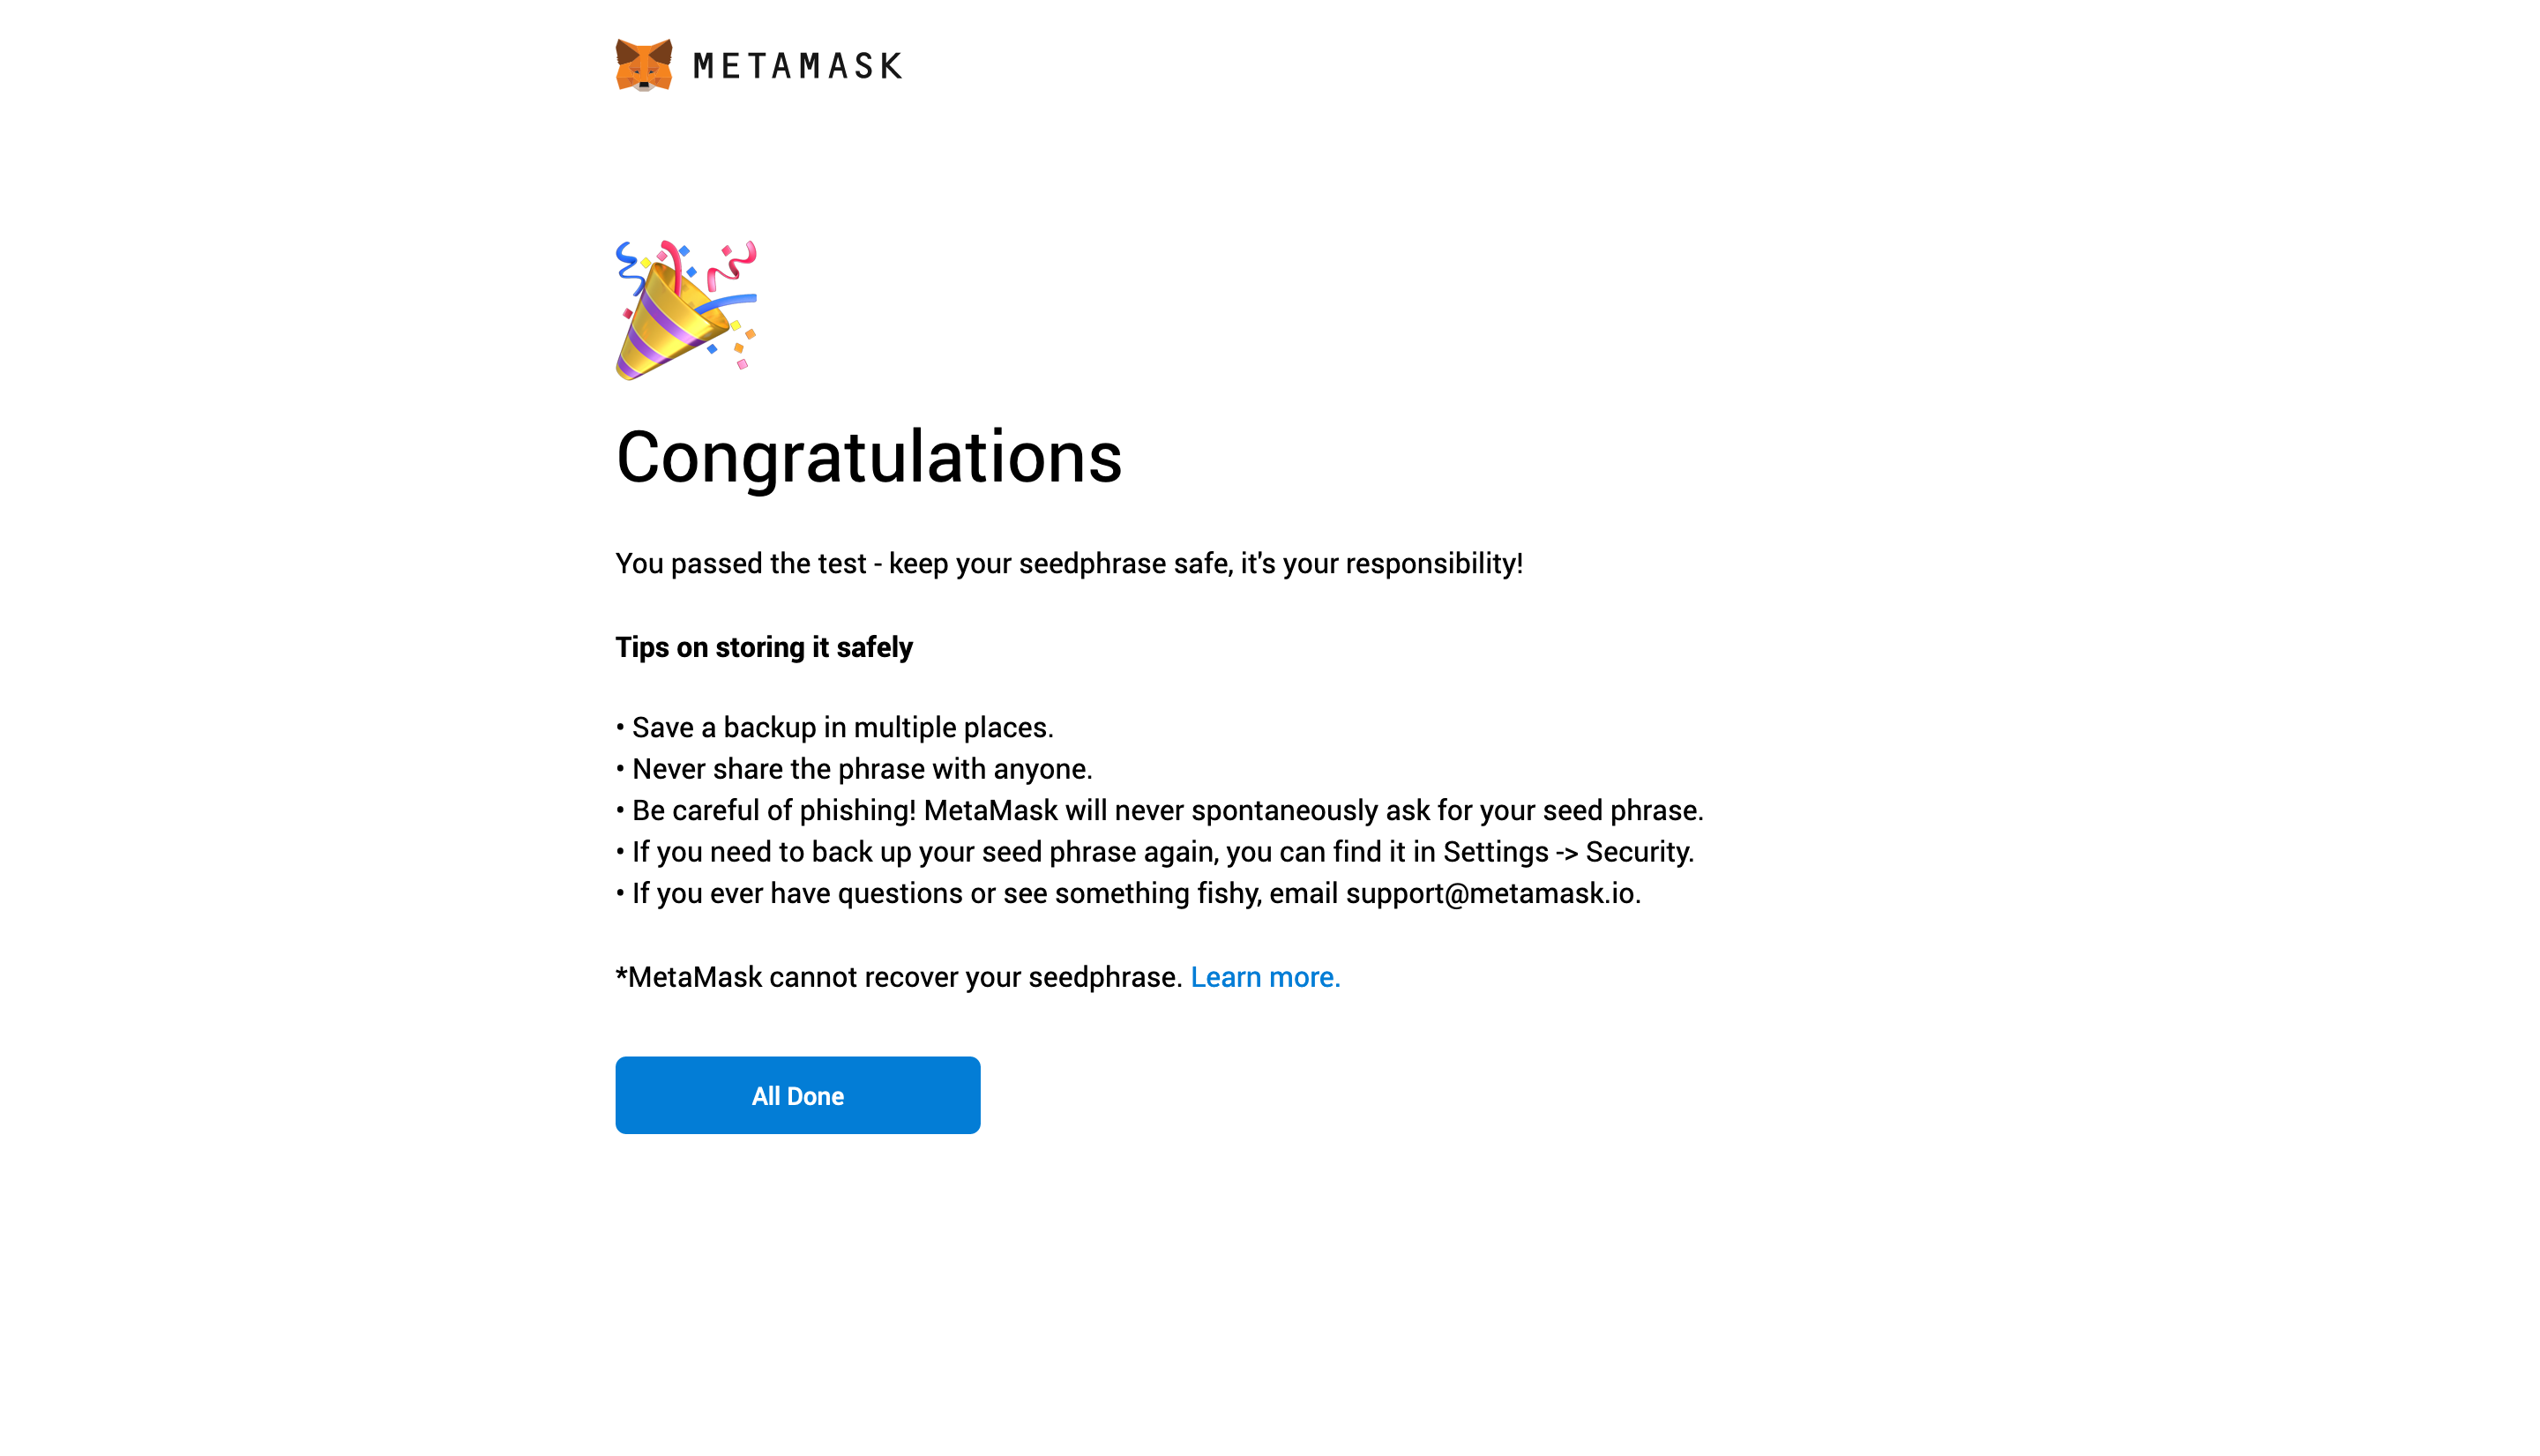 METAMASK
Congratulations
You passed the test - keep your seedphrase safe, it's your responsibility!
Tips on storing it safely
• Save a backup in multiple places.
• Never share the phrase with anyone.
• Be careful of phishing! MetaMask will never spontaneously ask for your seed phrase.
• If you need to back up your seed phrase again, you can find it in Settings -> Security.
• If you ever have questions or see something fishy, email support@metamask.io.
*MetaMask cannot recover your seedphrase. Learn more.
All Done